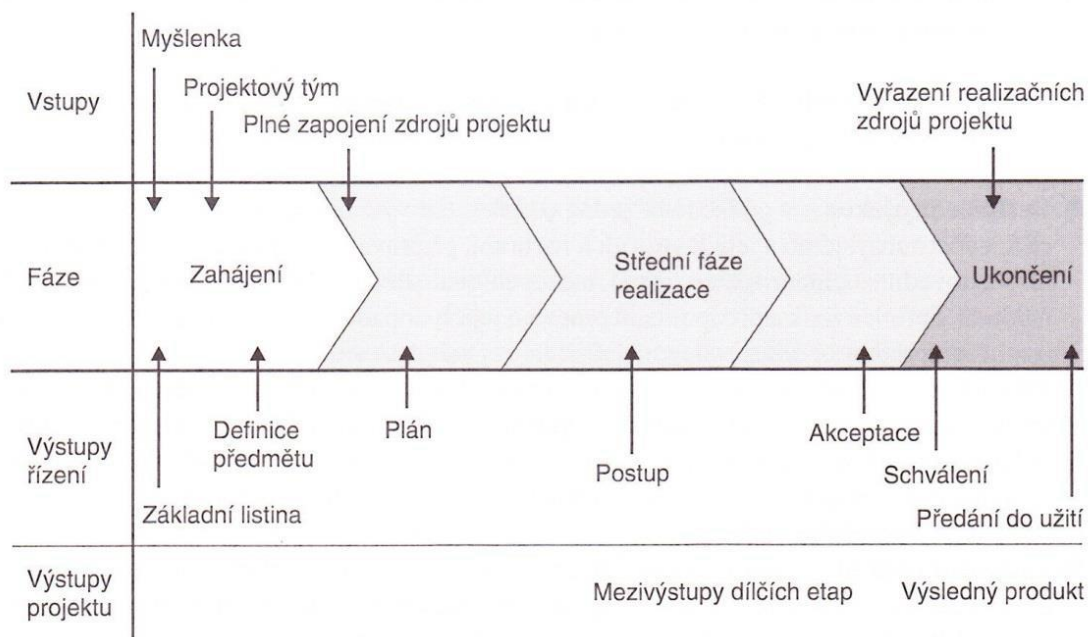 Myšlenka
Projektový tým
Vstupy
Plné zapojení zdrojů projektu
Vyřazení realizačních
zdrojů projektu
Fáze
Zahájení
Střední fáze
realizace
Ukončení
Výstupy
řízení
Definice
předmětu
Plán
Postup
Akceptace
Schválení
Základní listina
Předání do užití
Výstupy
projektu
Mezivýstupy dílčích etap
Výsledný produkt